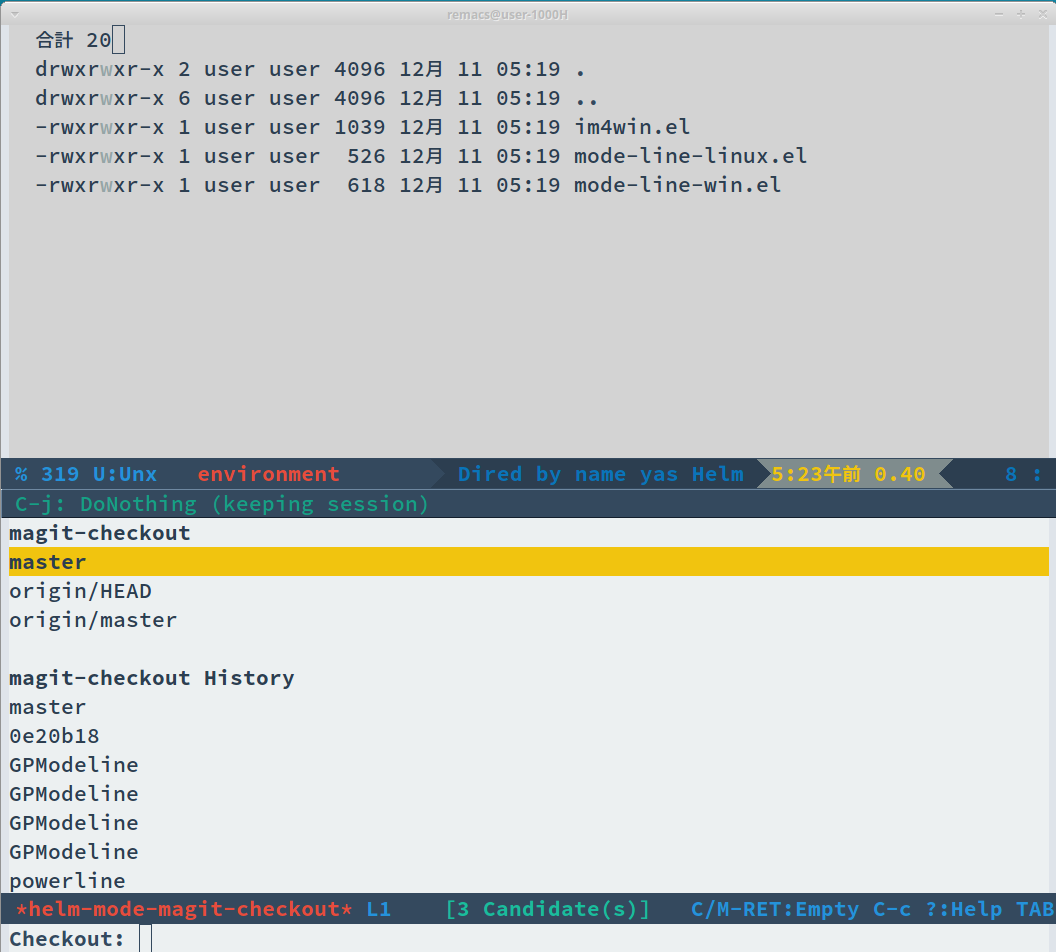 remacs@user-1000H
合計 20
drwxrwxr-x 2 user user 4096 12月 11 05:19 .
drwxrwxr-x 6 user user 4096 12月 11 05:19 ..
-rwxrwxr-x 1 user user 1039 12月 11 05:19 im4win.el
-rwxrwxr-x 1 user user  526 12月 11 05:19 mode-line-linux.el
-rwxrwxr-x 1 user user  618 12月 11 05:19 mode-line-win.el
% 319 U:Unx environment Dired by name yas Helm 5:23午前 0.40 8 :
C-j: DoNothing (keeping session)
magit-checkout
master
origin/HEAD
origin/master
magit-checkout History
master
0e20b18
GPModeline
GPModeline
GPModeline
GPModeline
powerline
*helm-mode-magit-checkout* L1 [3 Candidate(s)] C/M-RET:Empty C-c ?:Help TAB
Checkout: